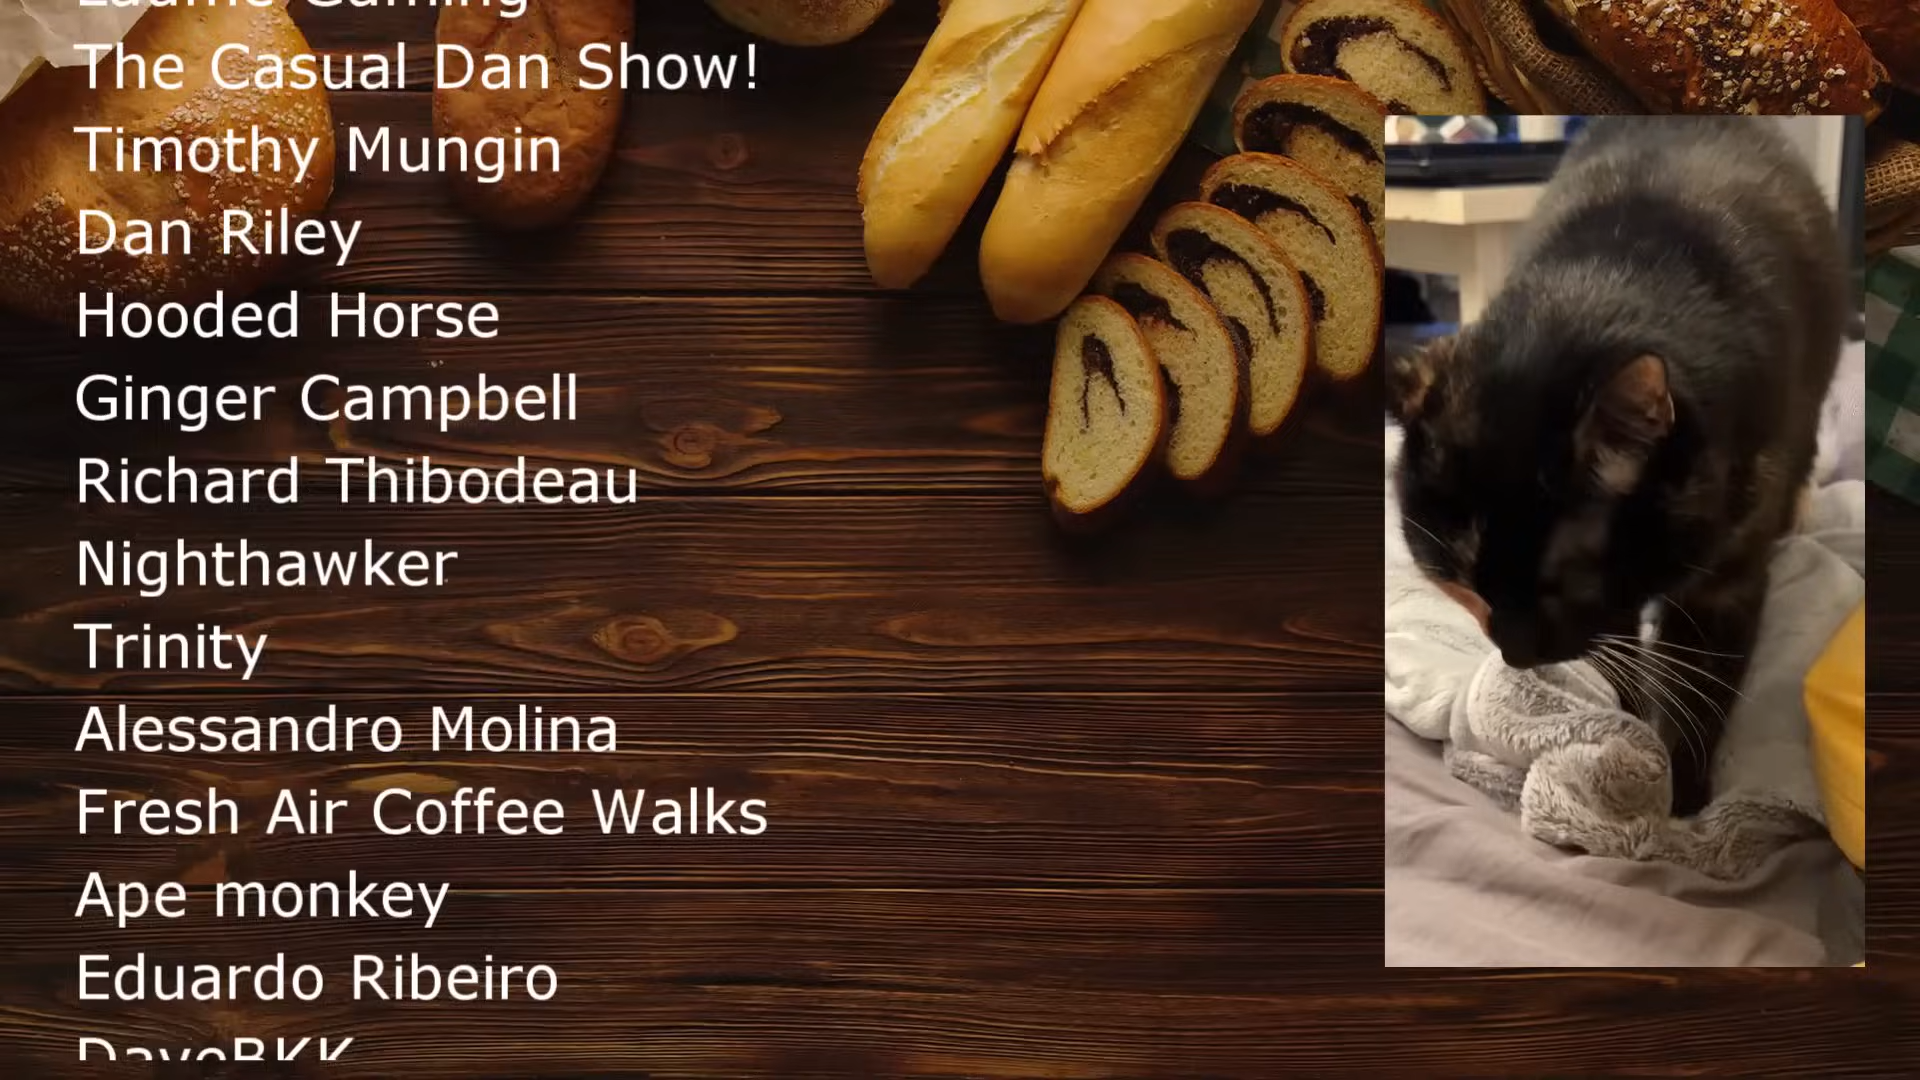 The Casual Dan Show!
Timothy Mungin
Dan Riley
Hooded Horse
Ginger Campbell
Richard Thibodeau
Nighthawker
Trinity
Alessandro Molina
Fresh Air Coffee Walks
Ape monkey
Eduardo Ribeiro
DaveBKK